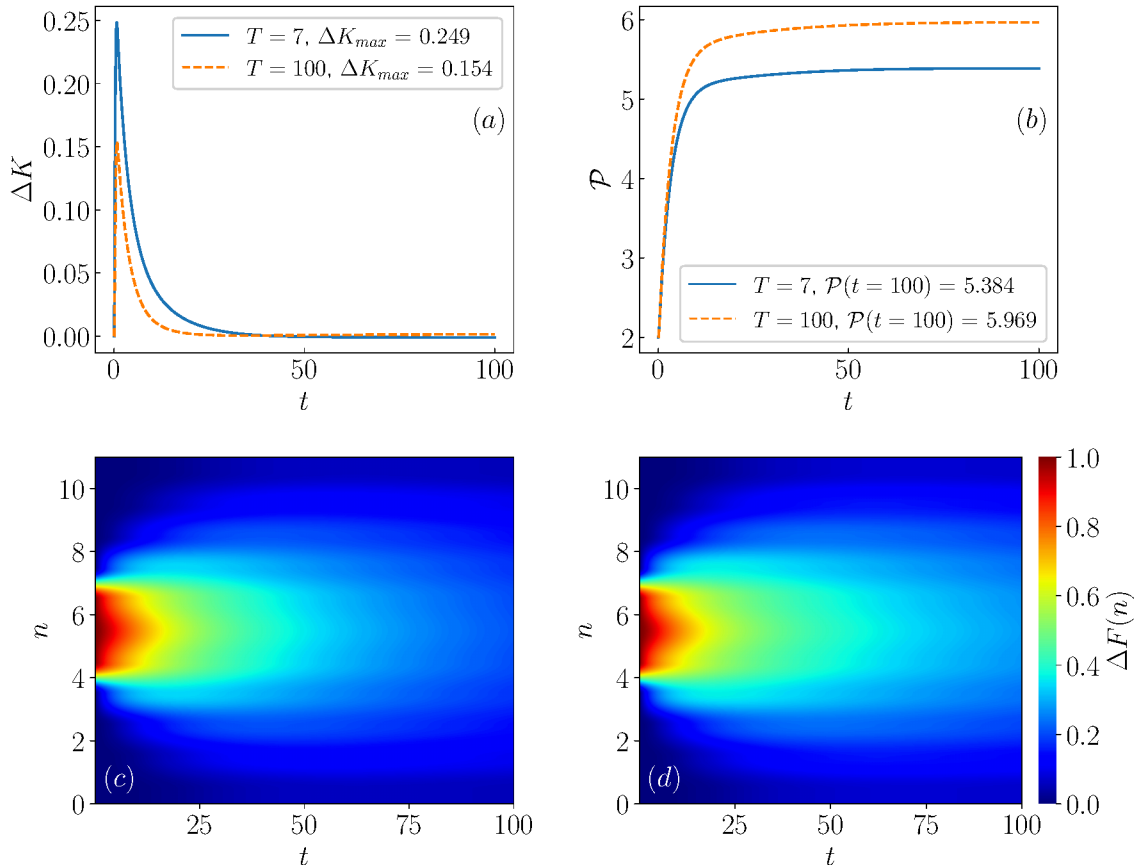 T = 7, ΔK_max = 0.249
T = 100, ΔK_max = 0.154
(a)
ΔK
0.25
0.20
0.15
0.10
0.05
0.00
0 50 100
t
(b)
𝒫
6
5
4
3
2
T = 7, 𝒫(t = 100) = 5.384
T = 100, 𝒫(t = 100) = 5.969
0 50 100
t
n
10
8
6
4
2
0
(c)
25 50 75 100
t
n
10
8
6
4
2
0
(d)
25 50 75 100
t
1.0
0.8
0.6
0.4
0.2
0.0
ΔF(n)